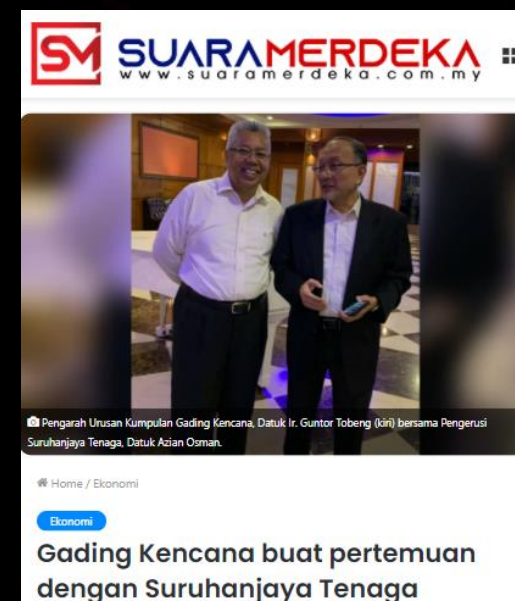 SM SUARAMERDEKA
www.suaramerdeka.com.my
Pengarah Urusan Kumpulan Gading Kencana, Datuk Ir. Guntor Tobeng (kiri) bersama Pengerusi
Suruhanjaya Tenaga, Datuk Azian Osman.
Home / Ekonomi
Ekonomi
Gading Kencana buat pertemuan
dengan Suruhanjaya Tenaga